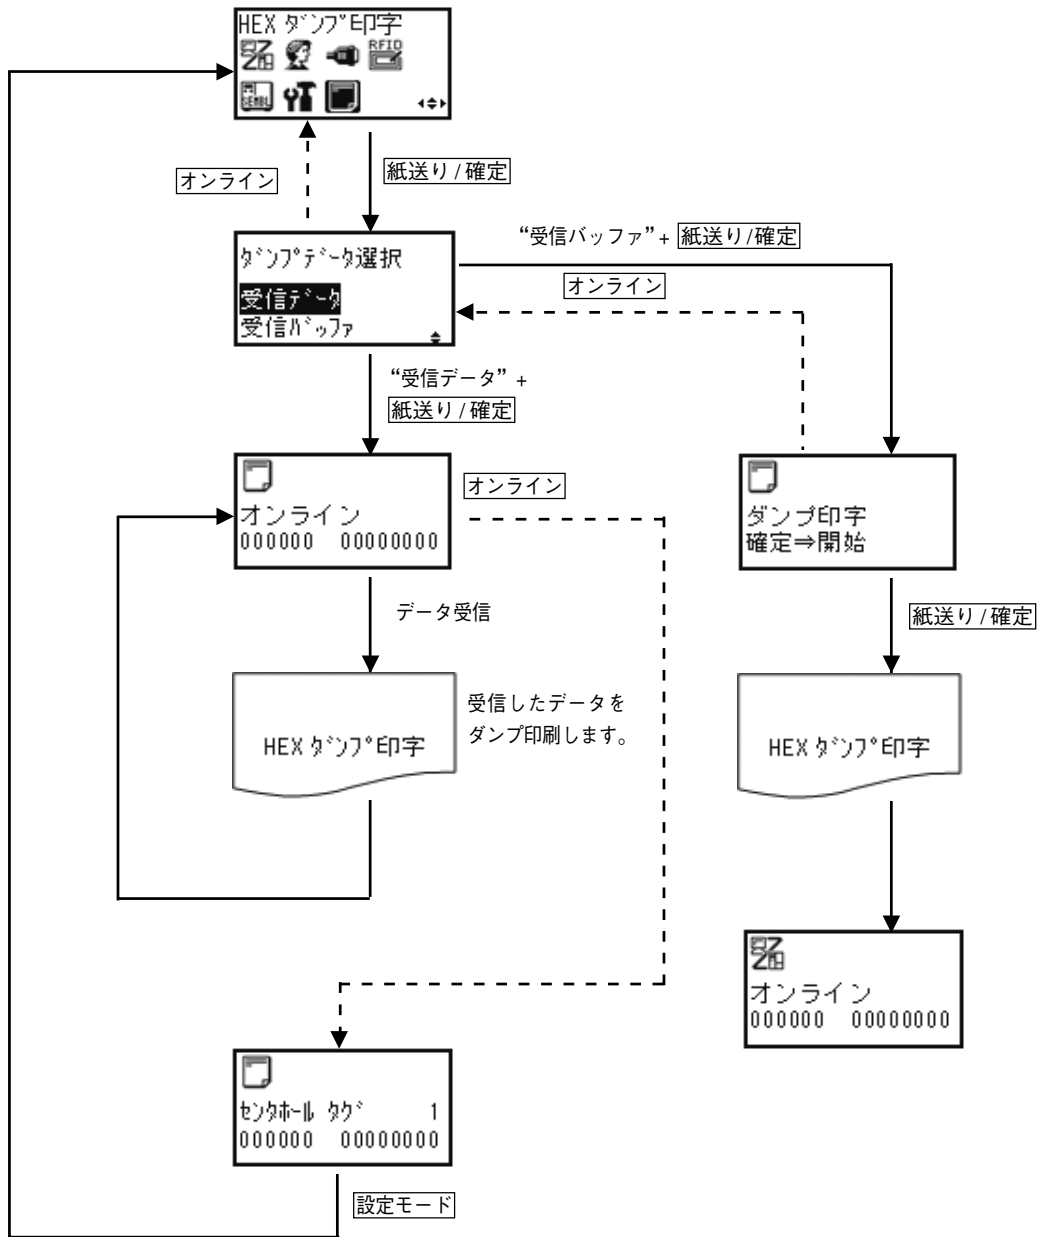 HEX ﾀﾞﾝﾌﾟ印字
RFID
SEMBL
オンライン
紙送り / 確定
ﾀﾞﾝﾌﾟﾃﾞｰﾀ選択
受信ﾃﾞｰﾀ
受信ﾊﾞｯﾌｧ
“受信バッファ”+ 紙送り/確定
オンライン
“受信データ” +
紙送り / 確定
オンライン
000000 00000000
オンライン
ダンプ印字
確定⇒開始
データ受信
紙送り / 確定
HEX ﾀﾞﾝﾌﾟ印字
受信したデータを
ダンプ印刷します。
HEX ﾀﾞﾝﾌﾟ印字
オンライン
000000 00000000
ｾﾝﾀﾎｰﾙ ﾀｸﾞ 1
000000 00000000
設定モード